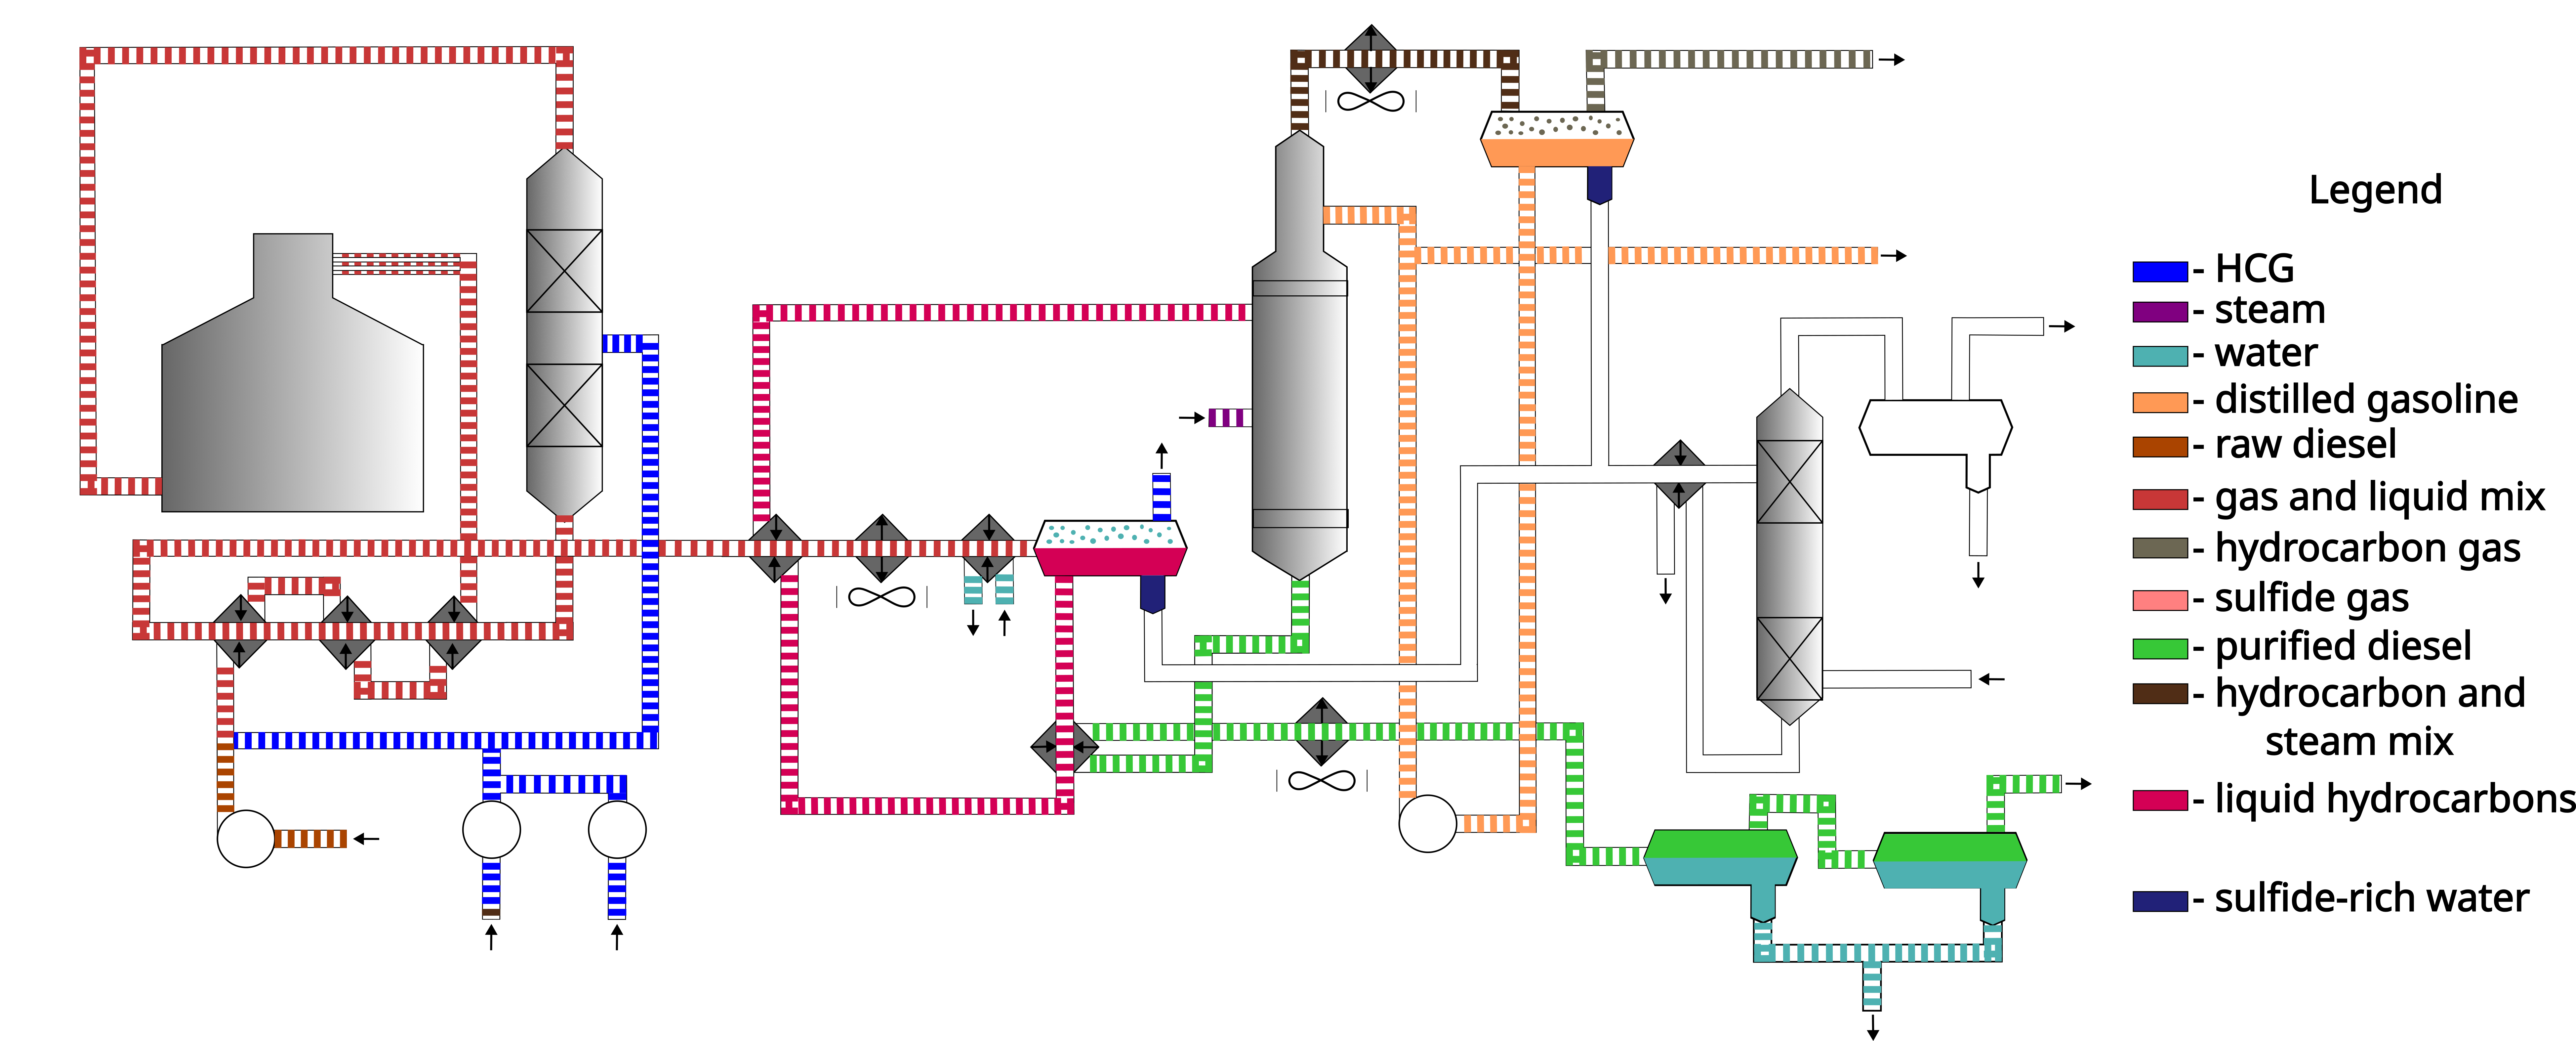 Legend
- HCG
- steam
- water
- distilled gasoline
- raw diesel
- gas and liquid mix
- hydrocarbon gas
- sulfide gas
- purified diesel
- hydrocarbon and
steam mix
- liquid hydrocarbons
- sulfide-rich water